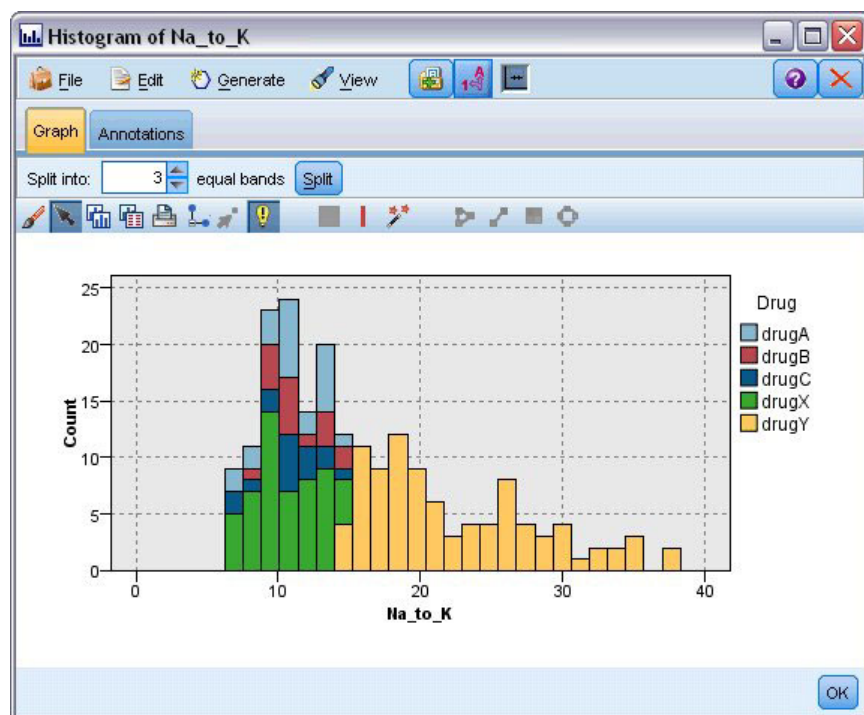 Histogram of Na_to_K
File Edit Generate View
Graph Annotations
Split into: 3 equal bands Split
25
20
15
10
5
0
Count
0 10 20 30 40
Na_to_K
Drug
drugA
drugB
drugC
drugX
drugY
OK